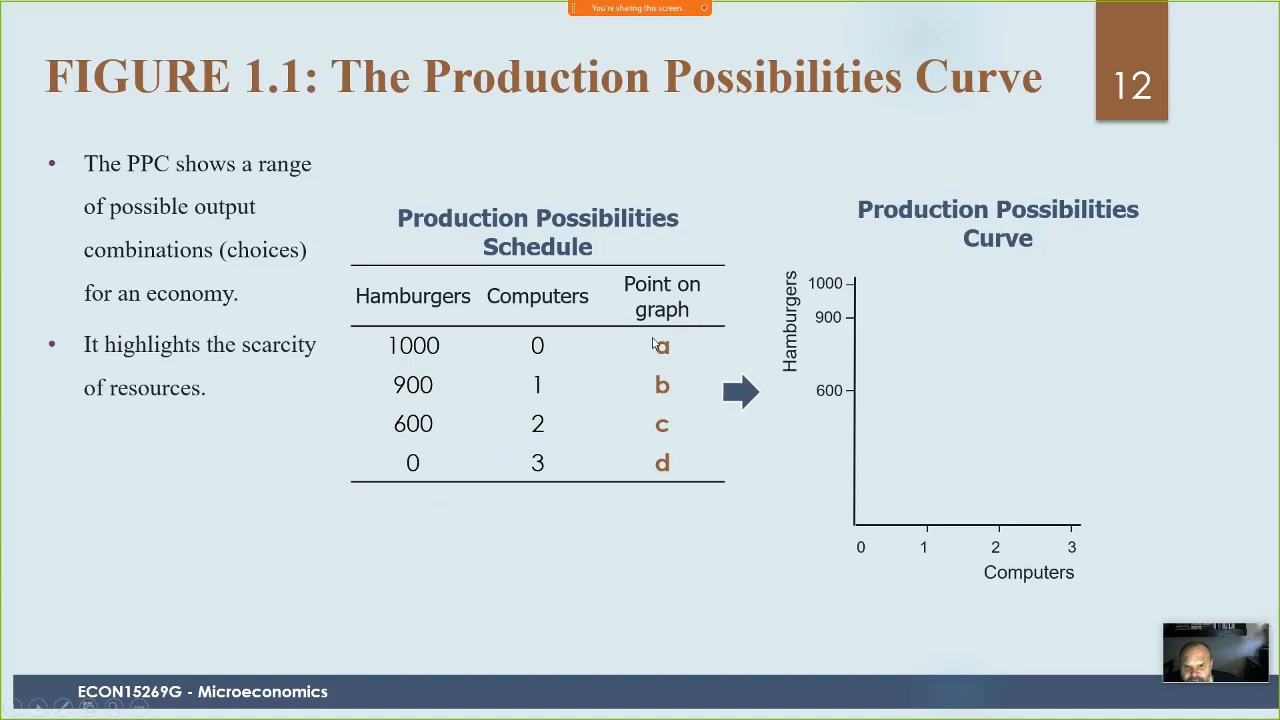 You're sharing this screen.
FIGURE 1.1: The Production Possibilities Curve
12
• The PPC shows a range
of possible output
combinations (choices)
for an economy.
• It highlights the scarcity
of resources.
Production Possibilities
Schedule
Hamburgers Computers Point on
graph
1000 0 a
900 1 b
600 2 c
0 3 d
Production Possibilities
Curve
Hamburgers
1000
900
600
0 1 2 3
Computers
ECON15269G - Microeconomics